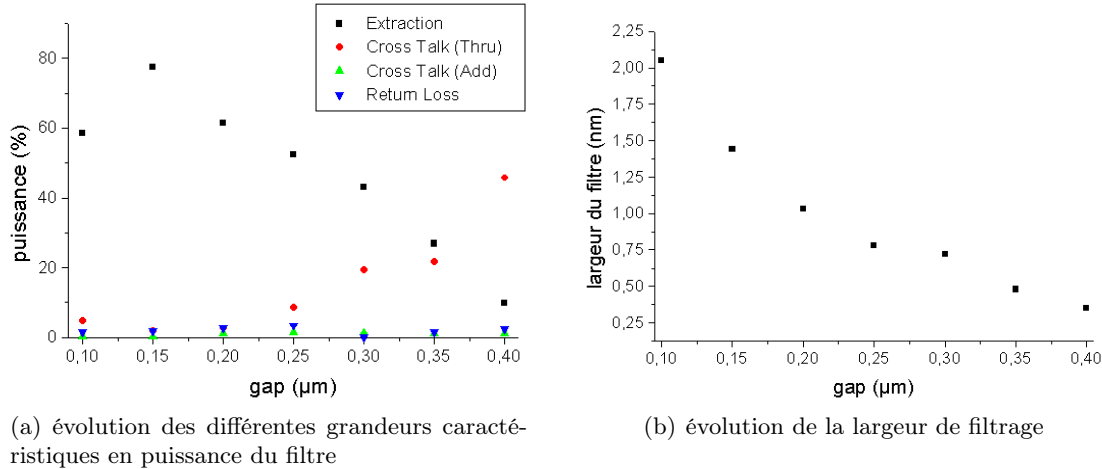 Extraction
Cross Talk (Thru)
Cross Talk (Add)
Return Loss
puissance (%)
80
60
40
20
0
0,10 0,15 0,20 0,25 0,30 0,35 0,40
gap (µm)
(a) évolution des différentes grandeurs caracté-
ristiques en puissance du filtre
largeur du filtre (nm)
2,25
2,00
1,75
1,50
1,25
1,00
0,75
0,50
0,25
0,10 0,15 0,20 0,25 0,30 0,35 0,40
gap (µm)
(b) évolution de la largeur de filtrage